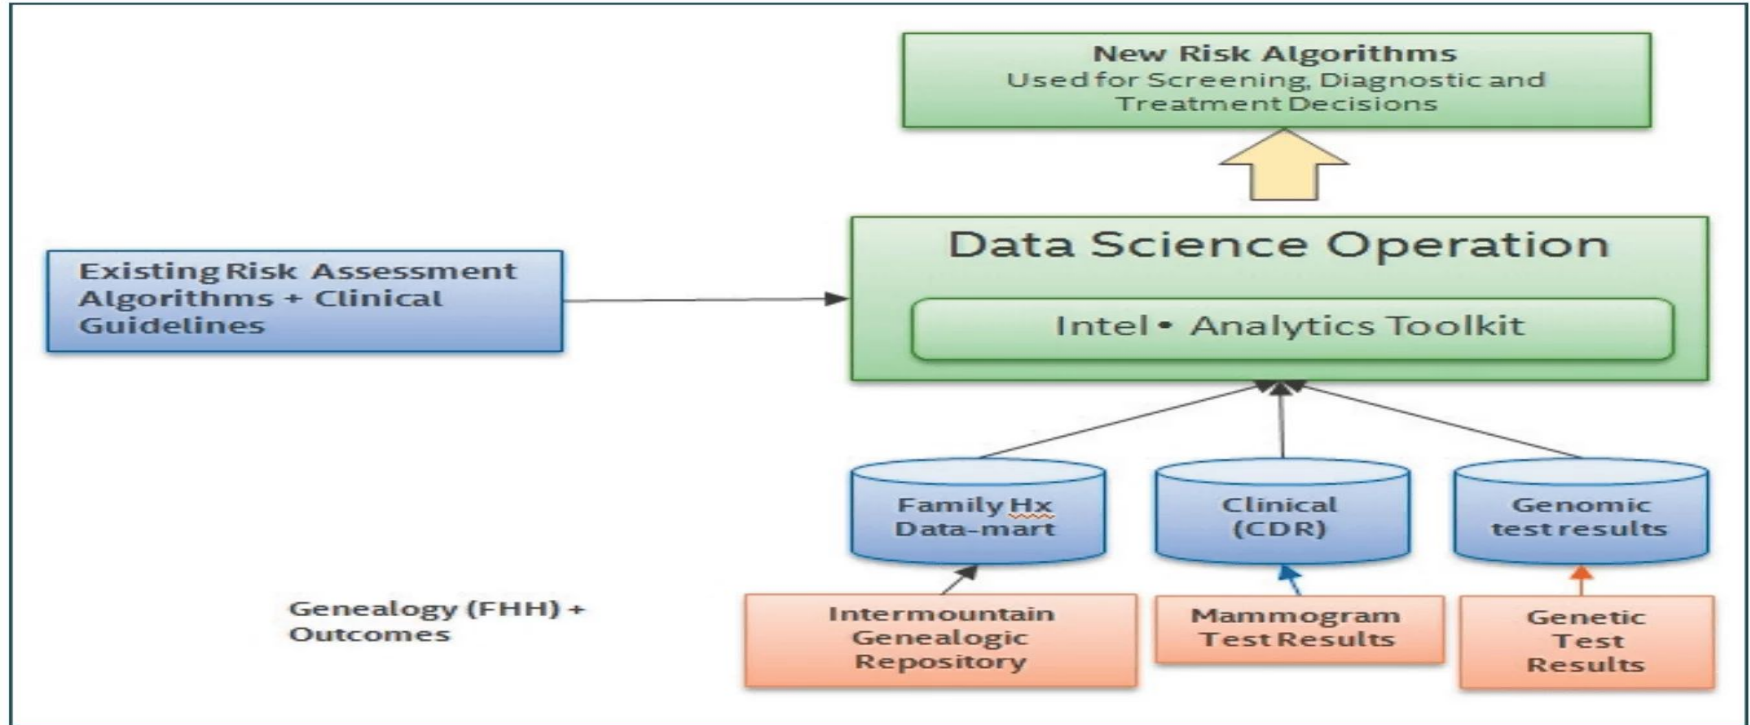 New Risk Algorithms
Used for Screening, Diagnostic and
Treatment Decisions
Data Science Operation
Intel • Analytics Toolkit
Existing Risk Assessment
Algorithms + Clinical
Guidelines
Family Hx
Data-mart
Clinical
(CDR)
Genomic
test results
Genealogy (FHH) +
Outcomes
Intermountain
Genealogic
Repository
Mammogram
Test Results
Genetic
Test
Results